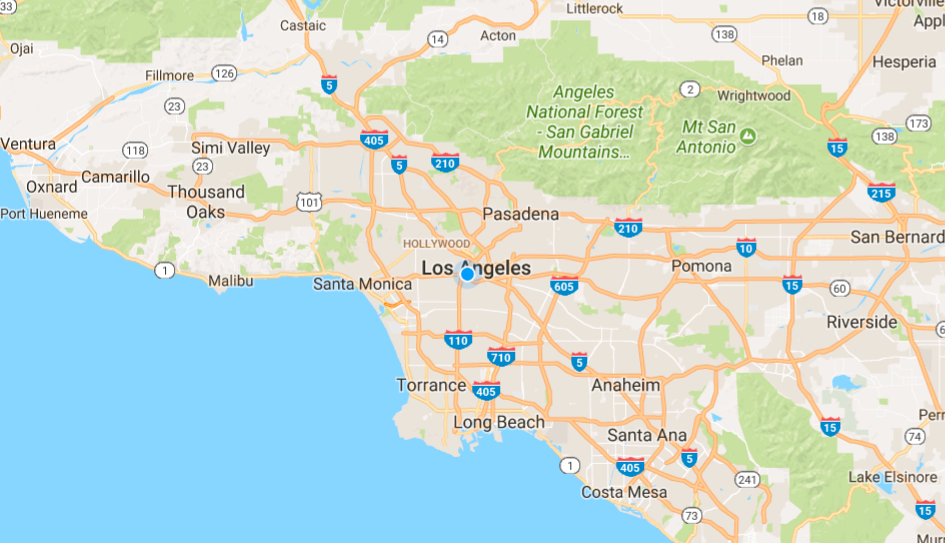 33
Littlerock
18
Victorville
Castaic
14
Acton
138
Appl
Ojai
Phelan
Hesperia
Fillmore
126
5
Angeles
National Forest
- San Gabriel
Mountains...
2
Wrightwood
23
173
Mt San
Antonio
138
Ventura
118
Simi Valley
405
15
5
210
23
Camarillo
Oxnard
Thousand
Oaks
215
101
Port Hueneme
Pasadena
210
San Bernard
HOLLYWOOD
10
Los Angeles
Pomona
1
Malibu
Santa Monica
605
15
60
Riverside
6
110
710
5
Torrance
405
Anaheim
Perr
Long Beach
15
Santa Ana
74
1
405
5
Lake Elsinore
241
Costa Mesa
15
73
Murr